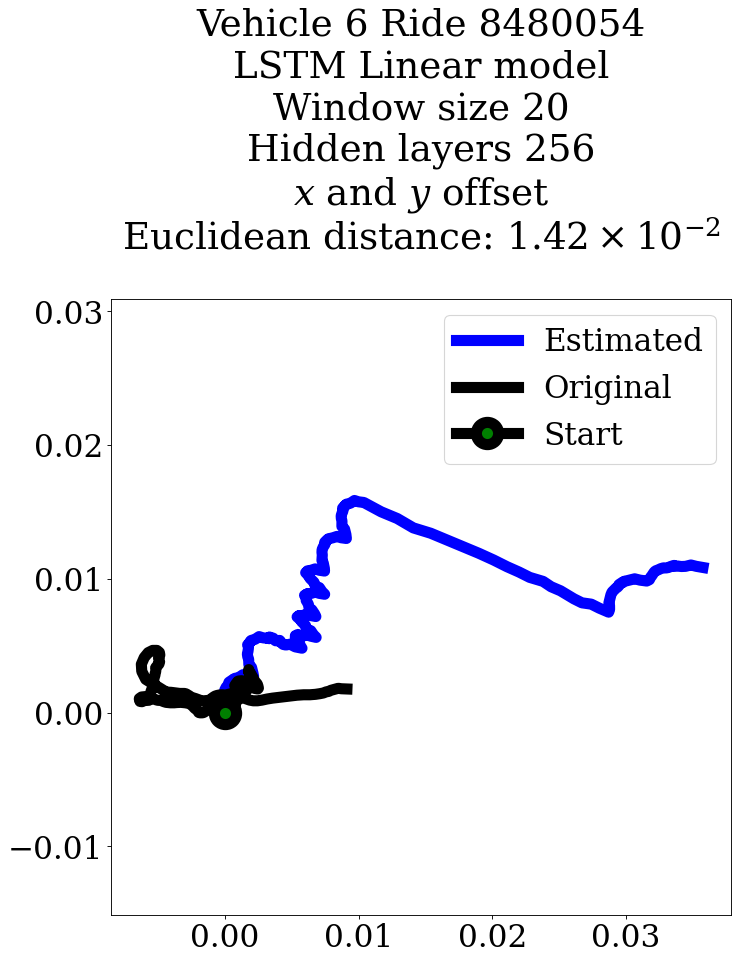 Vehicle 6 Ride 8480054
LSTM Linear model
Window size 20
Hidden layers 256
x and y offset
Euclidean distance: 1.42 × 10⁻²
0.03
0.02
0.01
0.00
−0.01
Estimated
Original
Start
0.00 0.01 0.02 0.03